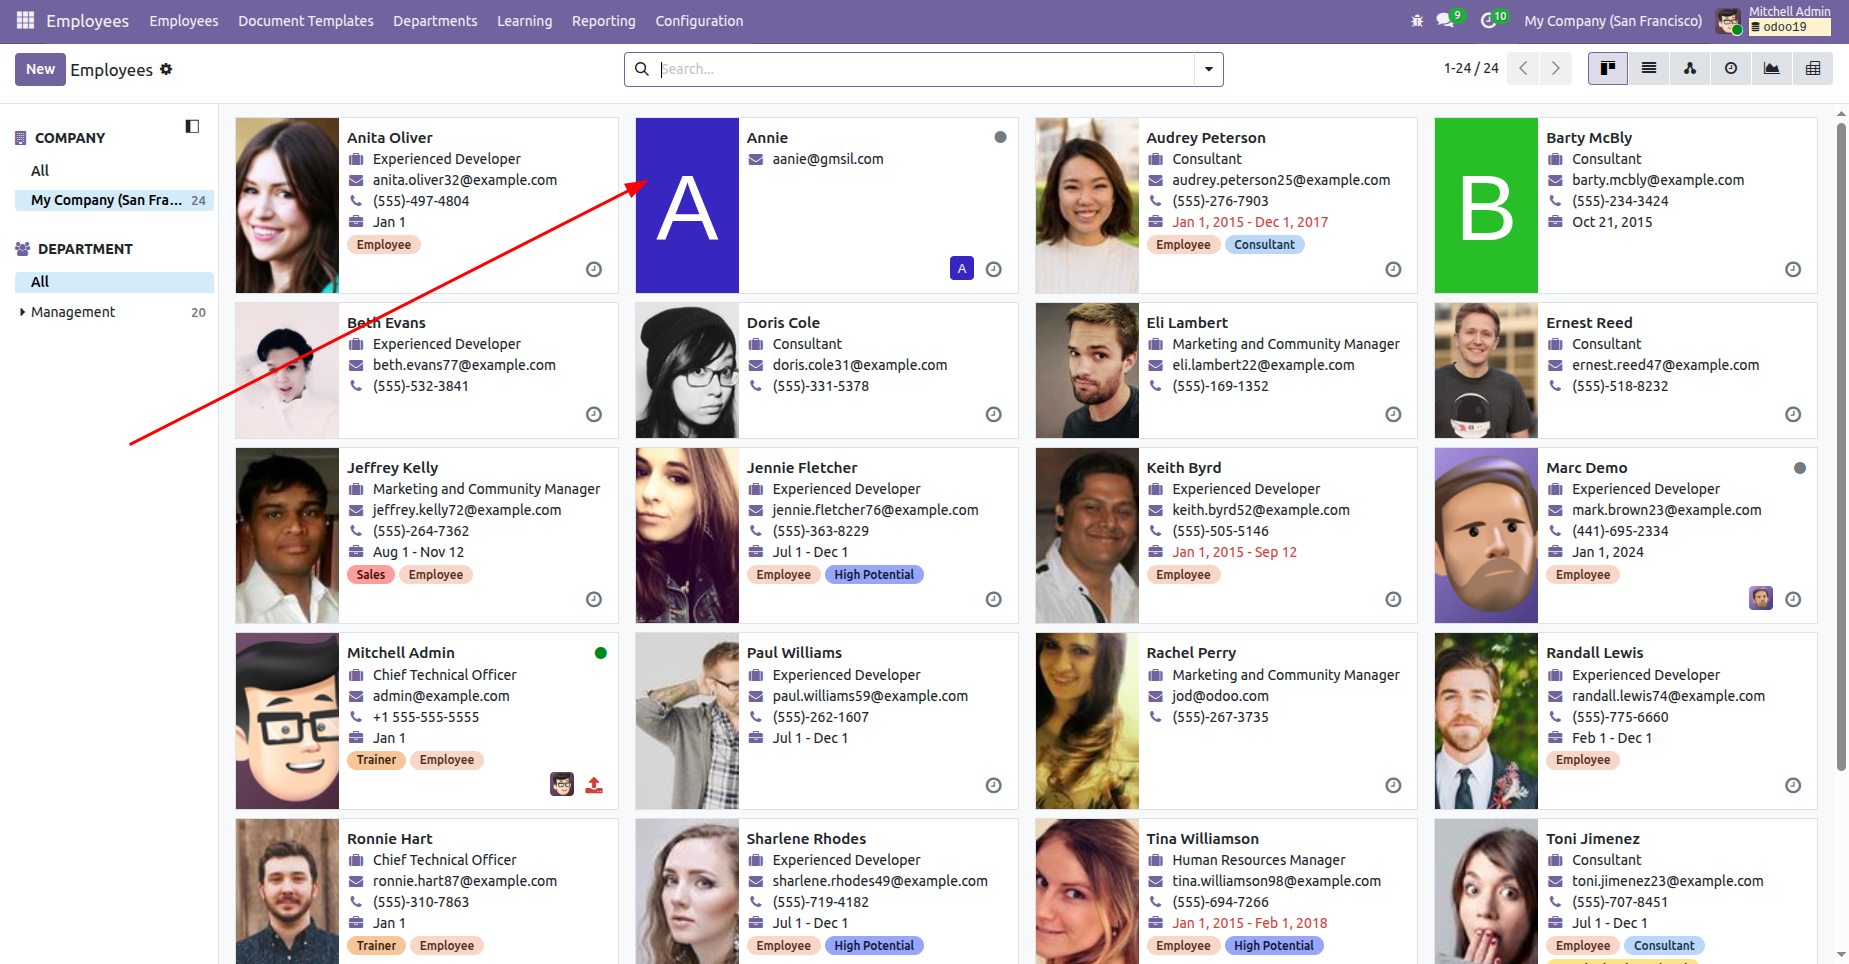 Employees Employees Document Templates Departments Learning Reporting Configuration 9 10 My Company (San Francisco) Mitchell Admin
odoo19
New Employees Search... 1-24 / 24
COMPANY
All
My Company (San Fra... 24
DEPARTMENT
All
Management 20
Anita Oliver
Experienced Developer
anita.oliver32@example.com
(555)-497-4804
Jan 1
Employee
A
Annie
aanie@gmsil.com
A
Audrey Peterson
Consultant
audrey.peterson25@example.com
(555)-276-7903
Jan 1, 2015 - Dec 1, 2017
Employee Consultant
B
Barty McBly
Consultant
barty.mcbly@example.com
(555)-234-3424
Oct 21, 2015
Beth Evans
Experienced Developer
beth.evans77@example.com
(555)-532-3841
Doris Cole
Consultant
doris.cole31@example.com
(555)-331-5378
Eli Lambert
Marketing and Community Manager
eli.lambert22@example.com
(555)-169-1352
Ernest Reed
Consultant
ernest.reed47@example.com
(555)-518-8232
Jeffrey Kelly
Marketing and Community Manager
jeffrey.kelly72@example.com
(555)-264-7362
Aug 1 - Nov 12
Sales Employee
Jennie Fletcher
Experienced Developer
jennie.fletcher76@example.com
(555)-363-8229
Jul 1 - Dec 1
Employee High Potential
Keith Byrd
Experienced Developer
keith.byrd52@example.com
(555)-505-5146
Jan 1, 2015 - Sep 12
Employee
Marc Demo
Experienced Developer
mark.brown23@example.com
(441)-695-2334
Jan 1, 2024
Employee
Mitchell Admin
Chief Technical Officer
admin@example.com
+1 555-555-5555
Jan 1
Trainer Employee
Paul Williams
Experienced Developer
paul.williams59@example.com
(555)-262-1607
Jul 1 - Dec 1
Rachel Perry
Marketing and Community Manager
jod@odoo.com
(555)-267-3735
Randall Lewis
Experienced Developer
randall.lewis74@example.com
(555)-775-6660
Feb 1 - Dec 1
Employee
Ronnie Hart
Chief Technical Officer
ronnie.hart87@example.com
(555)-310-7863
Jan 1
Trainer Employee
Sharlene Rhodes
Experienced Developer
sharlene.rhodes49@example.com
(555)-719-4182
Jul 1 - Dec 1
Employee High Potential
Tina Williamson
Human Resources Manager
tina.williamson98@example.com
(555)-694-7266
Jan 1, 2015 - Feb 1, 2018
Employee High Potential
Toni Jimenez
Consultant
toni.jimenez23@example.com
(555)-707-8451
Jul 1 - Dec 1
Employee Consultant